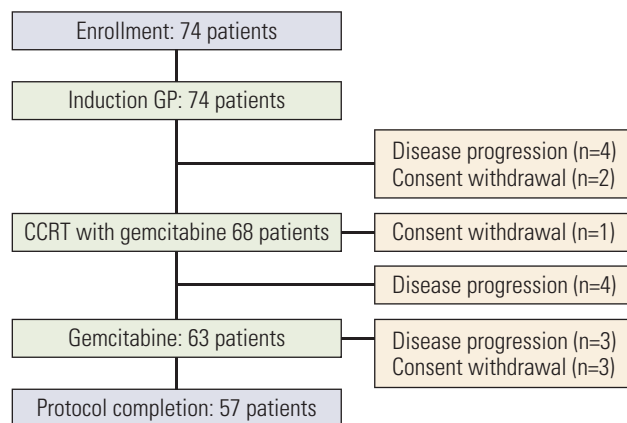 Enrollment: 74 patients
Induction GP: 74 patients
Disease progression (n=4)
Consent withdrawal (n=2)
CCRT with gemcitabine 68 patients
Consent withdrawal (n=1)
Disease progression (n=4)
Gemcitabine: 63 patients
Disease progression (n=3)
Consent withdrawal (n=3)
Protocol completion: 57 patients